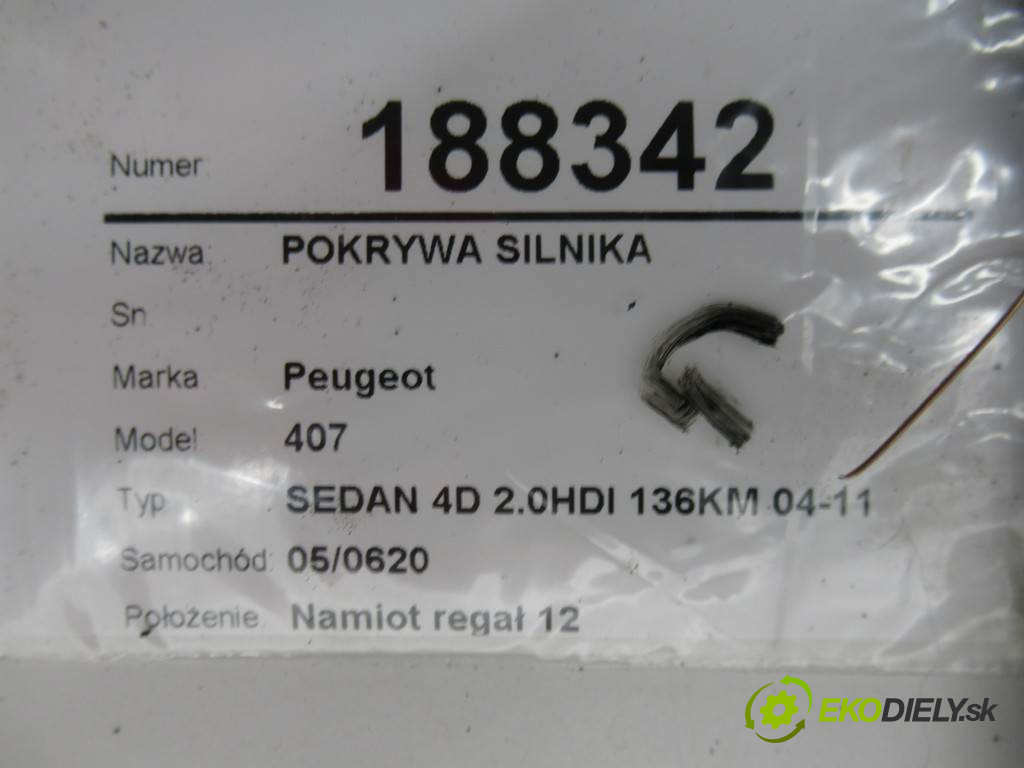 Numer 188342
Nazwa: POKRYWA SILNIKA
Sn
Marka Peugeot
Model 407
Typ SEDAN 4D 2.0HDI 136KM 04-11
Samochód: 05/0620
Położenie: Namiot regał 12
EKODIELY.sk